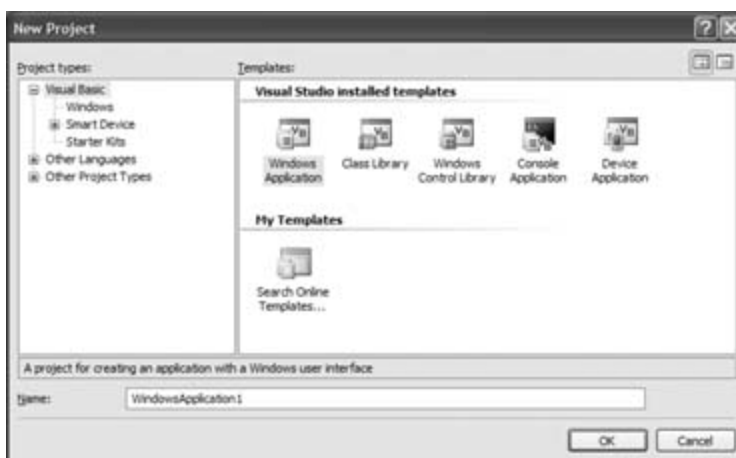 New Project
Project types:
Templates:
Visual Basic
Windows
Smart Device
Starter Kits
Other Languages
Other Project Types
Visual Studio installed templates
Windows Application
Class Library
Windows Control Library
Console Application
Device Application
My Templates
Search Online Templates...
A project for creating an application with a Windows user interface
Name:
WindowsApplication1
OK
Cancel